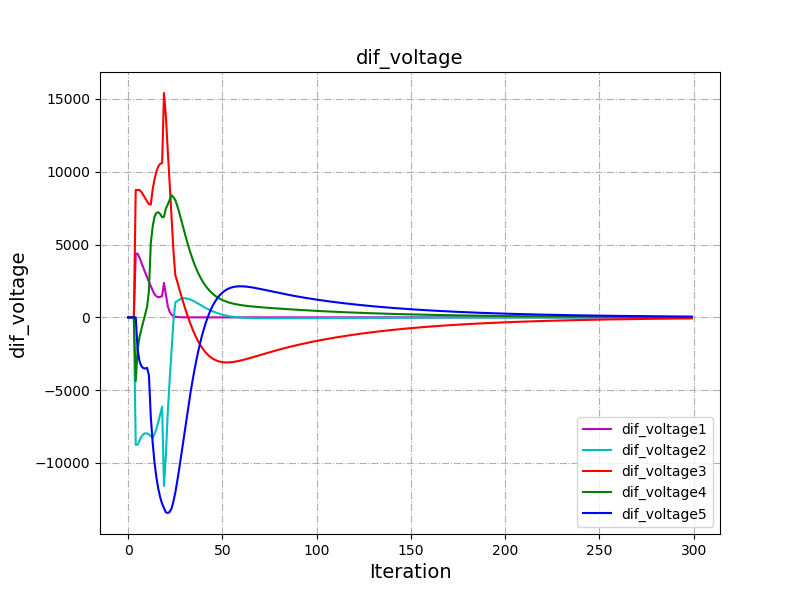 dif_voltage
15000
10000
5000
0
−5000
−10000
dif_voltage
dif_voltage1
dif_voltage2
dif_voltage3
dif_voltage4
dif_voltage5
0
50
100
150
200
250
300
Iteration